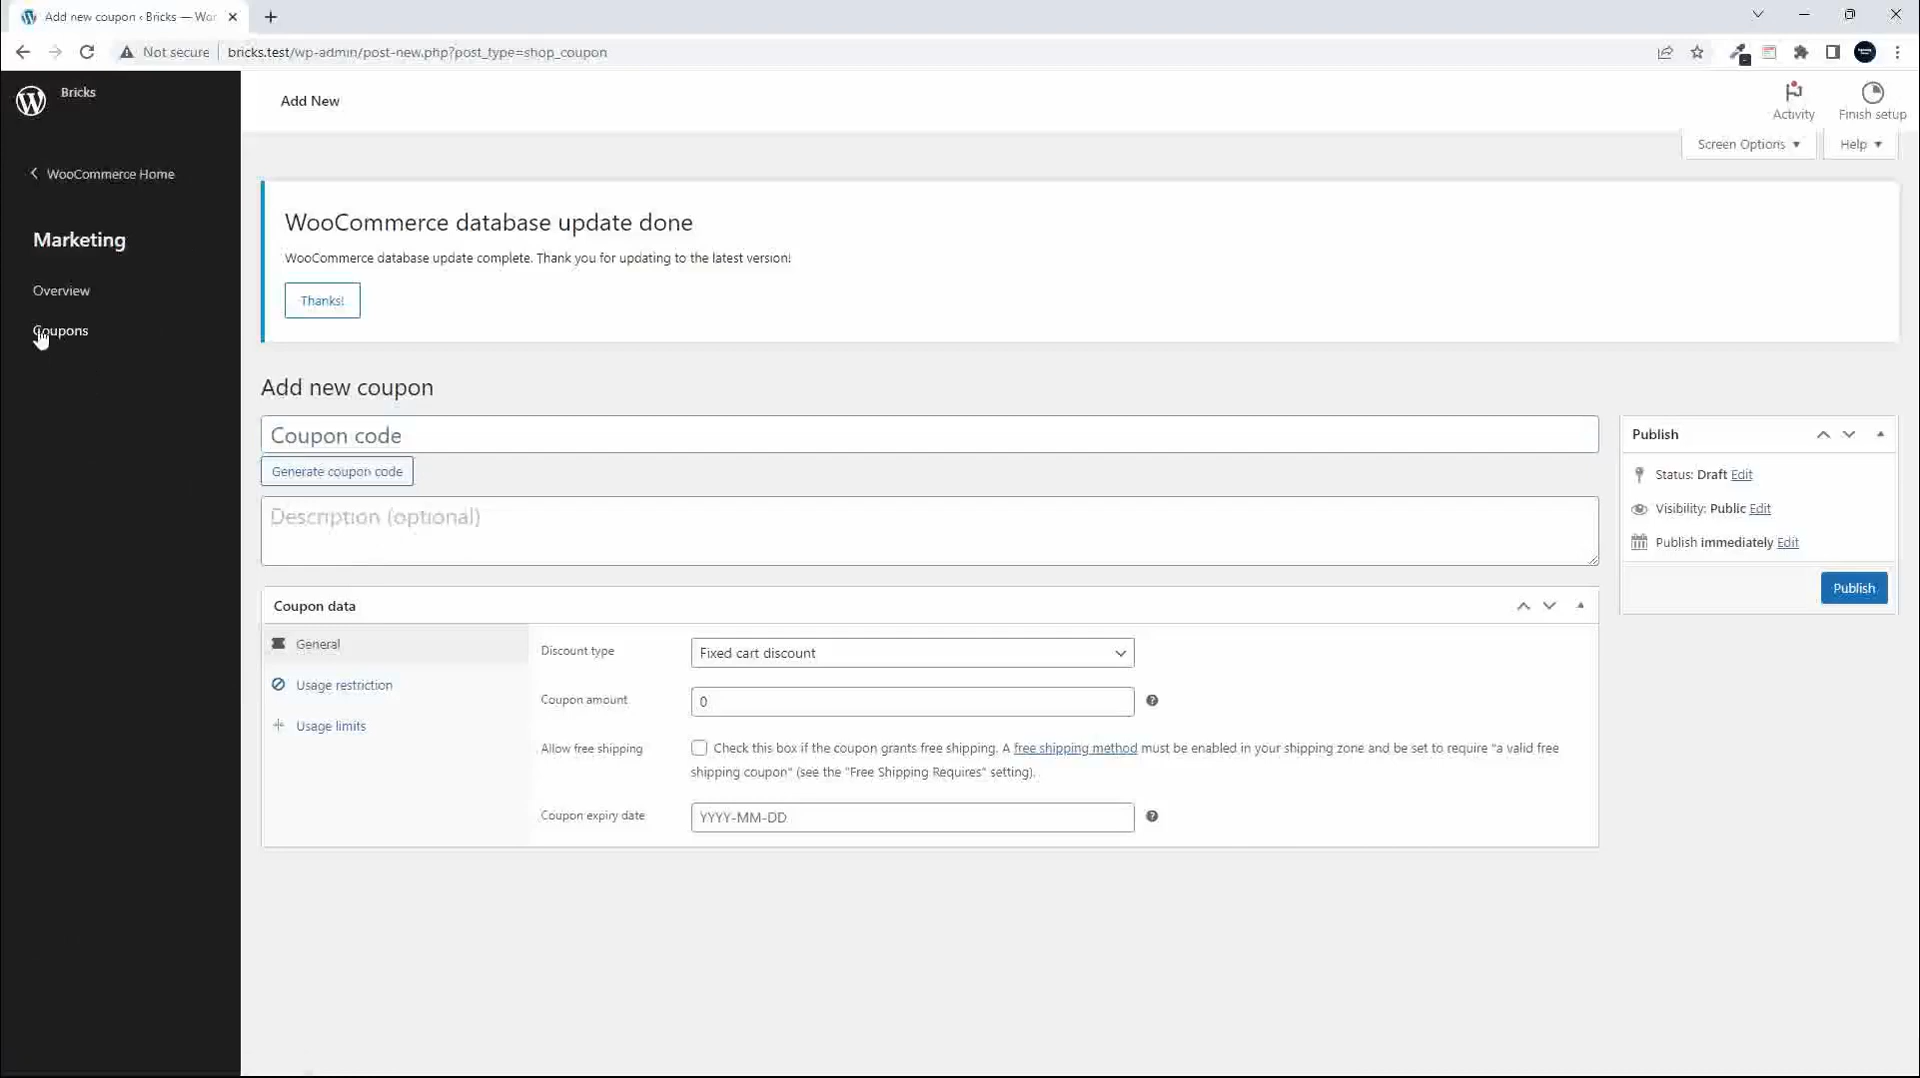 Add new coupon ‹ Bricks — Wor
Not secure
bricks.test/wp-admin/post-new.php?post_type=shop_coupon
Bricks
Add New
Activity
Finish setup
Screen Options
Help
WooCommerce Home
Marketing
Overview
Coupons
WooCommerce database update done
WooCommerce database update complete. Thank you for updating to the latest version!
Thanks!
Add new coupon
Coupon code
Generate coupon code
Description (optional)
Publish
Status: Draft Edit
Visibility: Public Edit
Publish immediately Edit
Publish
Coupon data
General
Usage restriction
Usage limits
Discount type
Fixed cart discount
Coupon amount
0
Allow free shipping
Check this box if the coupon grants free shipping. A free shipping method must be enabled in your shipping zone and be set to require "a valid free
shipping coupon" (see the "Free Shipping Requires" setting).
Coupon expiry date
YYYY-MM-DD